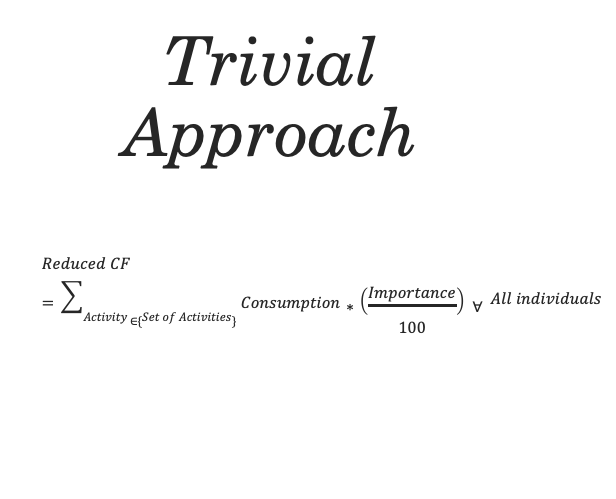 Trivial
Approach
Reduced CF
= ∑ Activity ∈{Set of Activities} Consumption * (Importance / 100) ∀ All individuals